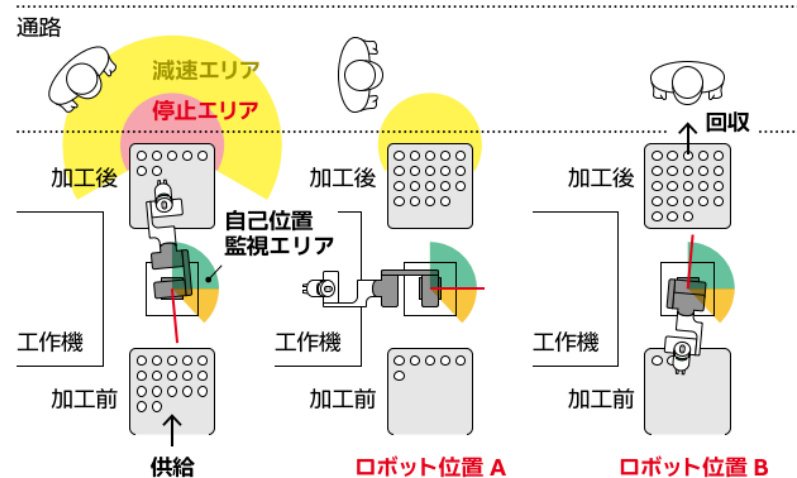 通路
減速エリア
停止エリア
加工後
自己位置
監視エリア
工作機
加工前
供給
加工後
工作機
加工前
ロボット位置 A
回収
加工後
工作機
加工前
ロボット位置 B